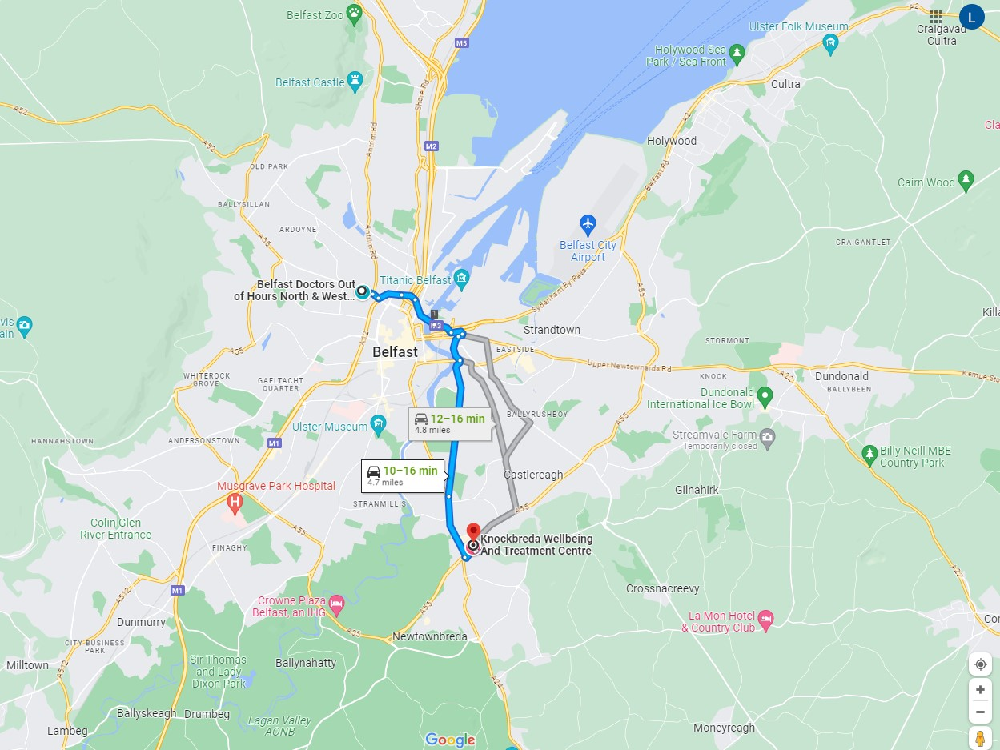 Belfast Zoo
M5
A2
L
Craigavad
Cultra
Ulster Folk Museum
Holywood Sea
Park / Sea Front
Belfast Castle
Shore Rd
Cultra
A52
A2
Cla
Antrim Rd
M2
Holywood
A52
OLD PARK
Belfast Rd
Cairn Wood
BALLYSILLAN
ARDOYNE
Antrim Rd
A55
Belfast City
Airport
CRAIGANTLET
Belfast Doctors Out
of Hours North & West...
Titanic Belfast
Sydenham By-Pass
A55
1
M3
Killa
vis
ain
Strandtown
A12
Belfast
EASTSIDE
STORMONT
A55
Upper Newtownards Rd
KNOCK
A22
Dundonald
BALLYBEEN
Kempe Sto
WHITEROCK
GROVE
GAELTACHT
QUARTER
Dundonald
International Ice Bowl
12–16 min
4.8 miles
BALLYRUSHBOY
A55
Ulster Museum
HANNAHSTOWN
ANDERSONSTOWN
M1
Streamvale Farm
Temporarily closed
Billy Neill MBE
Country Park
10–16 min
4.7 miles
Castlereagh
Musgrave Park Hospital
H
Gilnahirk
STRANMILLIS
A55
Colin Glen
River Entrance
A55
FINAGHY
Knockbreda Wellbeing
And Treatment Centre
A22
M1
A512
Crossnacreevy
Crowne Plaza
Belfast, an IHG
A55
La Mon Hotel
& Country Club
Dunmurry
A55
Newtownbreda
Cor
CITY BUSINESS
PARK
Milltown
A512
Sir Thomas
and Lady
Dixon Park
Ballynahatty
A24
Ballyskeagh
Drumbeg
Lagan Valley
AONB
Lambeg
Moneyreagh
Google